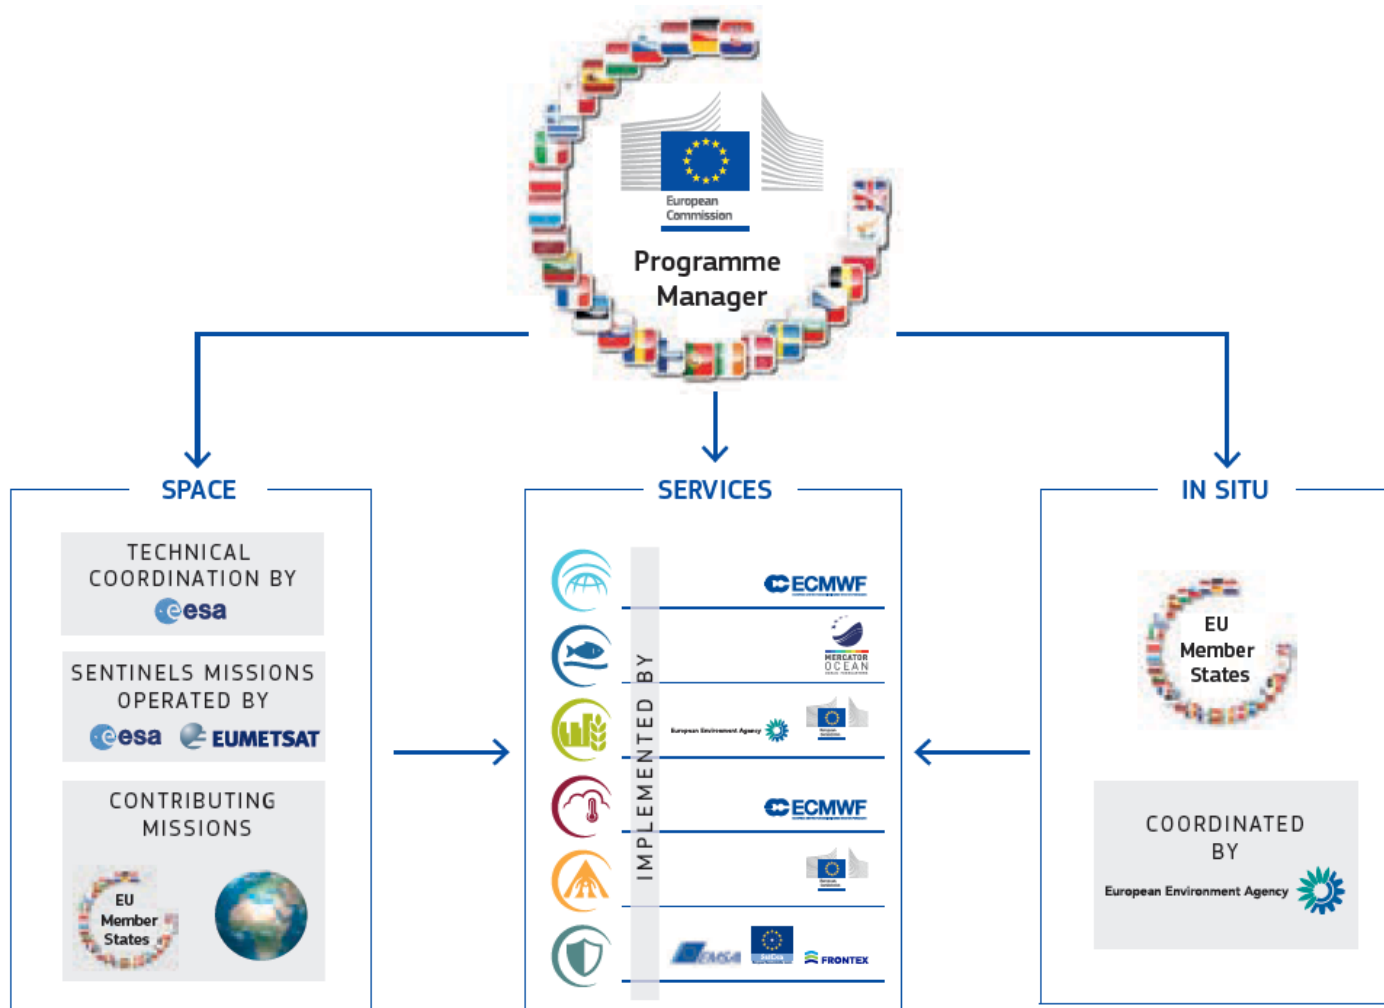 European
Commission
Programme
Manager
SPACE
TECHNICAL
COORDINATION BY
esa
SENTINELS MISSIONS
OPERATED BY
esa EUMETSAT
CONTRIBUTING
MISSIONS
EU
Member
States
SERVICES
IMPLEMENTED BY
ECMWF
MERCATOR
OCEAN
European Environment Agency
ECMWF
EMSA
SatCen
FRONTEX
IN SITU
EU
Member
States
COORDINATED
BY
European Environment Agency